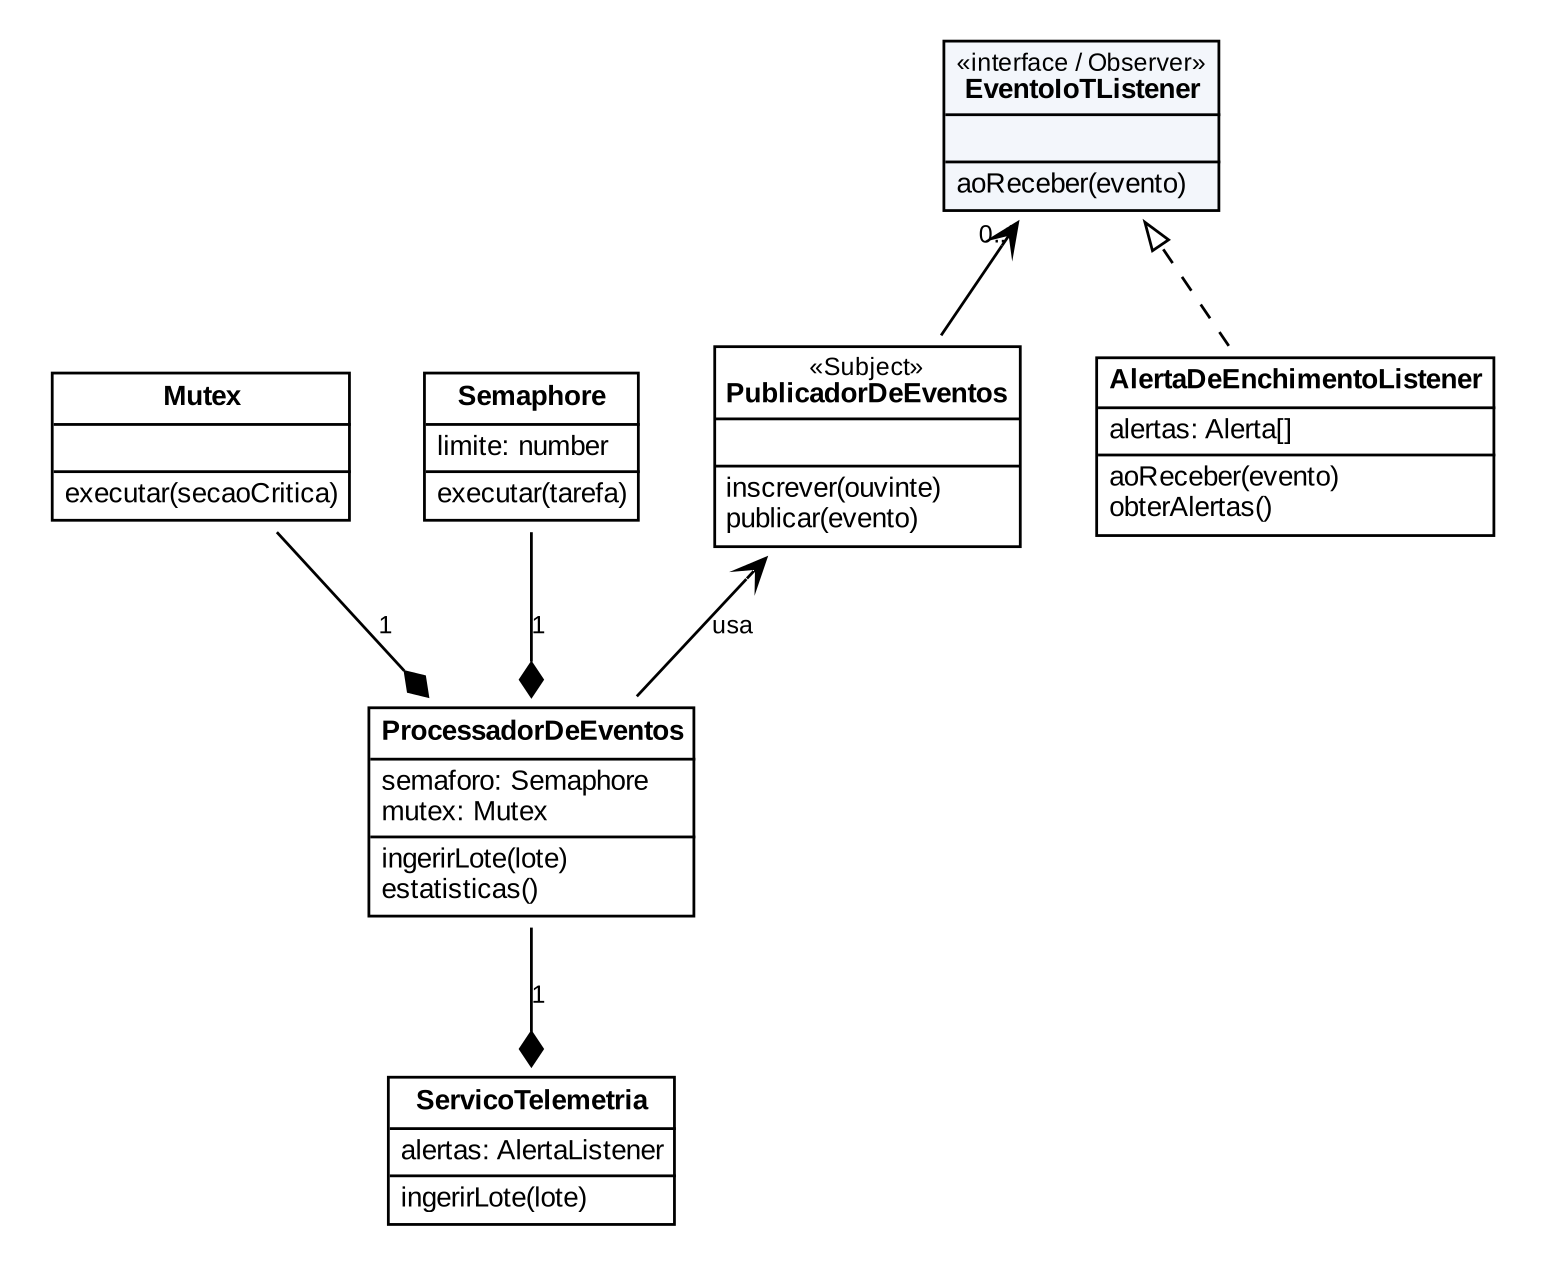 «interface / Observer»
EventoIoTListener
aoReceber(evento)
0..
Mutex
executar(secaoCritica)
Semaphore
limite: number
executar(tarefa)
«Subject»
PublicadorDeEventos
inscrever(ouvinte)
publicar(evento)
AlertaDeEnchimentoListener
alertas: Alerta[]
aoReceber(evento)
obterAlertas()
1
1
usa
ProcessadorDeEventos
semaforo: Semaphore
mutex: Mutex
ingerirLote(lote)
estatisticas()
1
ServicoTelemetria
alertas: AlertaListener
ingerirLote(lote)